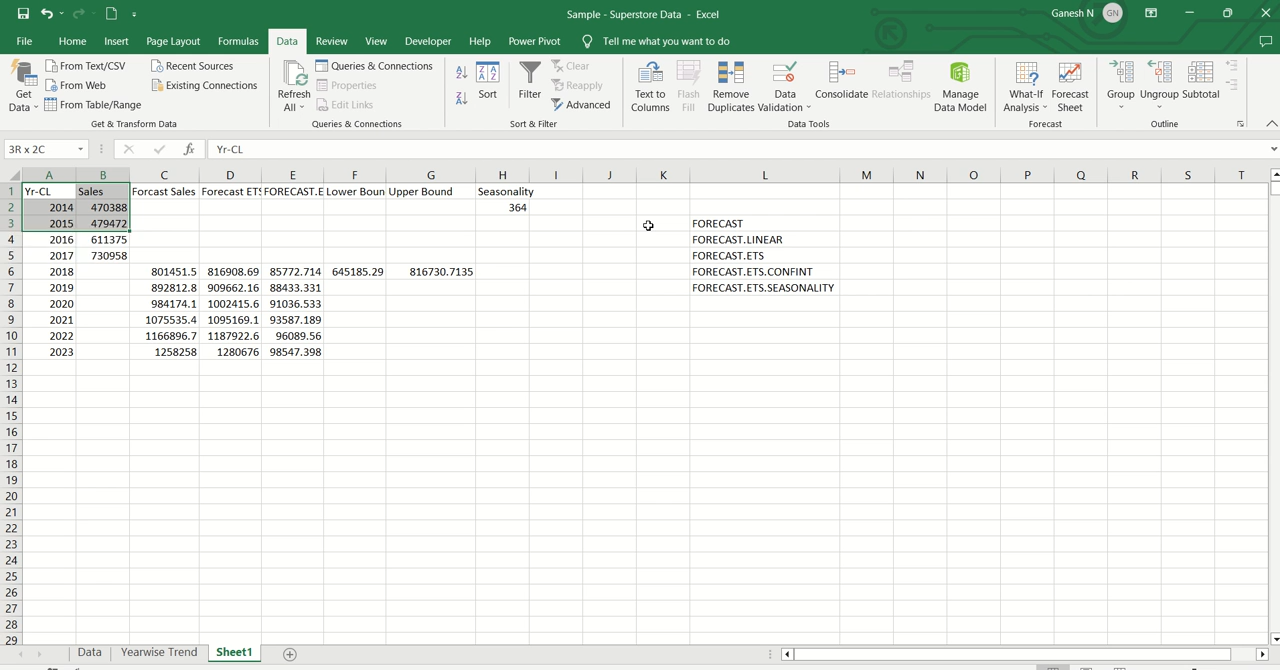 Sample - Superstore Data - Excel
Ganesh N GN
File Home Insert Page Layout Formulas Data Review View Developer Help Power Pivot Tell me what you want to do
From Text/CSV Recent Sources
From Web Existing Connections
From Table/Range
Get Data
Get & Transform Data
Refresh All
Queries & Connections
Properties
Edit Links
Queries & Connections
Sort Filter
Clear
Reapply
Advanced
Sort & Filter
Text to Columns
Flash Fill
Remove Duplicates
Data Validation
Consolidate
Relationships
Manage Data Model
Data Tools
What-If Analysis
Forecast Sheet
Forecast
Group Ungroup Subtotal
Outline
3R x 2C fx Yr-CL
A B C D E F G H I J K L M N O P Q R S T
1 Yr-CL Sales Forcast Sales Forecast ETS FORECAST.E Lower Boun Upper Bound Seasonality
2 2014 470388 364
3 2015 479472 FORECAST
4 2016 611375 FORECAST.LINEAR
5 2017 730958 FORECAST.ETS
6 2018 801451.5 816908.69 85772.714 645185.29 816730.7135 FORECAST.ETS.CONFINT
7 2019 892812.8 909662.16 88433.331 FORECAST.ETS.SEASONALITY
8 2020 984174.1 1002415.6 91036.533
9 2021 1075535.4 1095169.1 93587.189
10 2022 1166896.7 1187922.6 96089.56
11 2023 1258258 1280676 98547.398
12
13
14
15
16
17
18
19
20
21
22
23
24
25
26
27
28
29
Data Yearwise Trend Sheet1